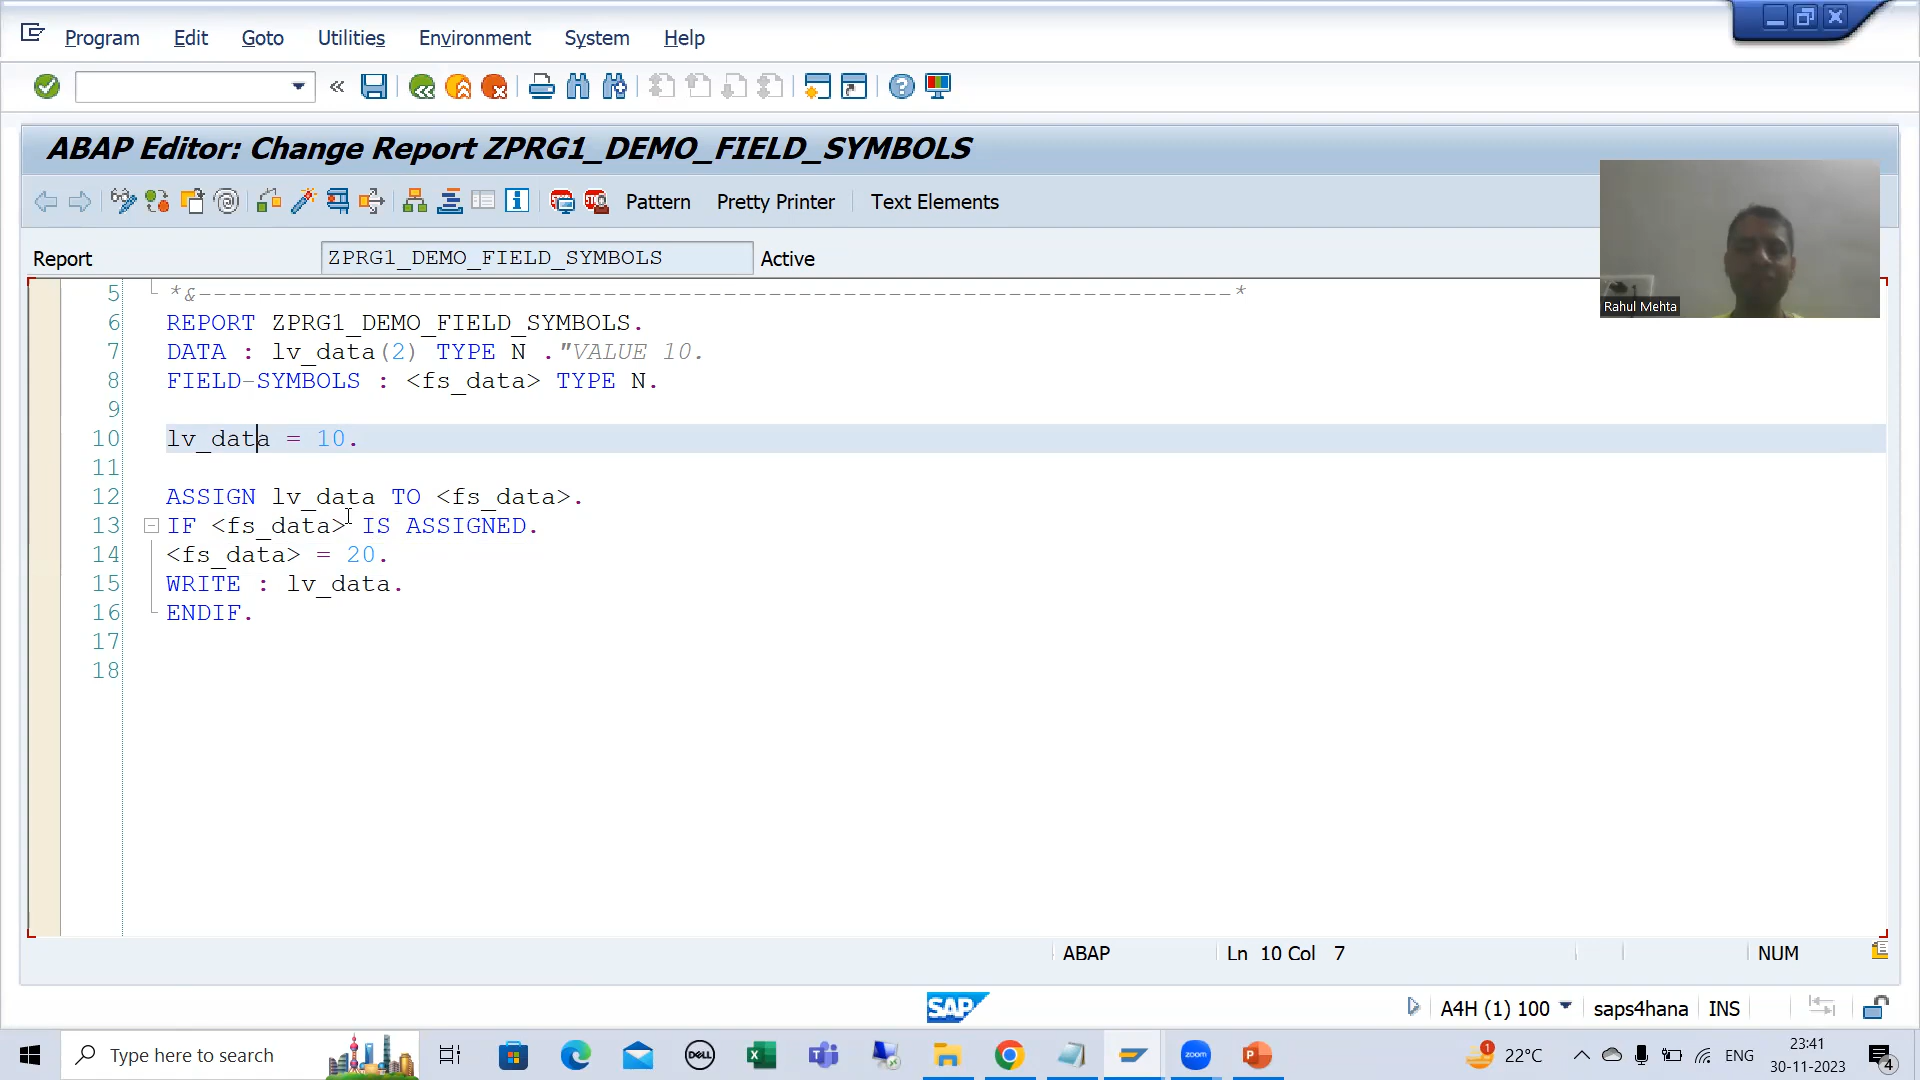 Program Edit Goto Utilities Environment System Help
ABAP Editor: Change Report ZPRG1_DEMO_FIELD_SYMBOLS
Pattern Pretty Printer Text Elements
Report ZPRG1_DEMO_FIELD_SYMBOLS Active
Rahul Mehta
5 *&---------------------------------------------------------------------*
6 REPORT ZPRG1_DEMO_FIELD_SYMBOLS.
7 DATA : lv_data(2) TYPE N ."VALUE 10.
8 FIELD-SYMBOLS : <fs_data> TYPE N.
9
10 lv_data = 10.
11
12 ASSIGN lv_data TO <fs_data>.
13 IF <fs_data> IS ASSIGNED.
14 <fs_data> = 20.
15 WRITE : lv_data.
16 ENDIF.
17
18
ABAP Ln 10 Col 7 NUM
SAP A4H (1) 100 saps4hana INS
Type here to search DELL zoom 1 22°C ENG 23:41
30-11-2023 4